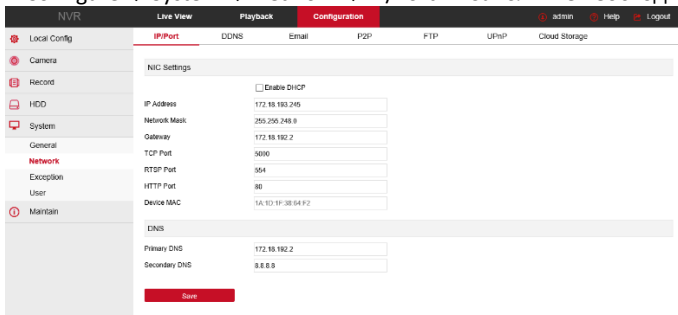 NVR Live View Playback Configuration admin Help Logout
Local Config IP/Port DDNS Email P2P FTP UPnP Cloud Storage
Camera
NIC Settings
Record
Enable DHCP
HDD
IP Address 172.18.193.245
System
Network Mask 255.255.248.0
General
Gateway 172.18.192.2
Network
TCP Port 5000
Exception
RTSP Port 554
User
HTTP Port 80
Maintain
Device MAC 1A:1D:1F:38:64:F2
DNS
Primary DNS 172.18.192.2
Secondary DNS 8.8.8.8
Save